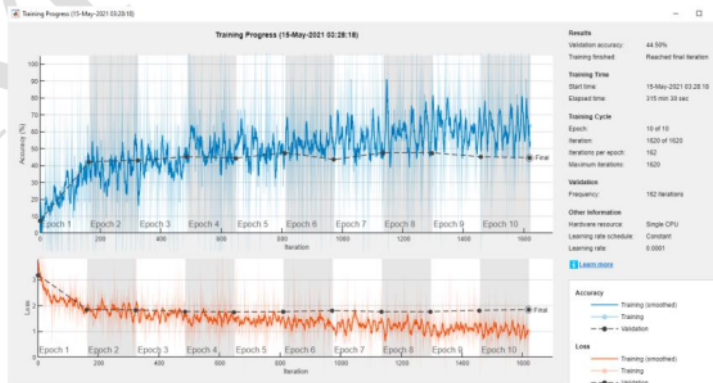 Training Progress (15-May-2021 03:28:18)
Training Progress (15-May-2021 03:28:18)
Accuracy (%)
100
90
80
70
60
50
40
30
20
10
0
Final
Epoch 1 Epoch 2 Epoch 3 Epoch 4 Epoch 5 Epoch 6 Epoch 7 Epoch 8 Epoch 9 Epoch 10
0 200 400 600 800 1000 1200 1400 1600
Iteration
Loss
3
2
1
0
Final
Epoch 1 Epoch 2 Epoch 3 Epoch 4 Epoch 5 Epoch 6 Epoch 7 Epoch 8 Epoch 9 Epoch 10
0 200 400 600 800 1000 1200 1400 1600
Iteration
Results
Validation accuracy: 44.50%
Training finished: Reached final iteration
Training Time
Start time: 15-May-2021 03:28:18
Elapsed time: 315 min 30 sec
Training Cycle
Epoch: 10 of 10
Iteration: 1620 of 1620
Iterations per epoch: 162
Maximum iterations: 1620
Validation
Frequency: 162 iterations
Other Information
Hardware resource: Single CPU
Learning rate schedule: Constant
Learning rate: 0.0001
Learn more
Accuracy
Training (smoothed)
Training
Validation
Loss
Training (smoothed)
Training
Validation